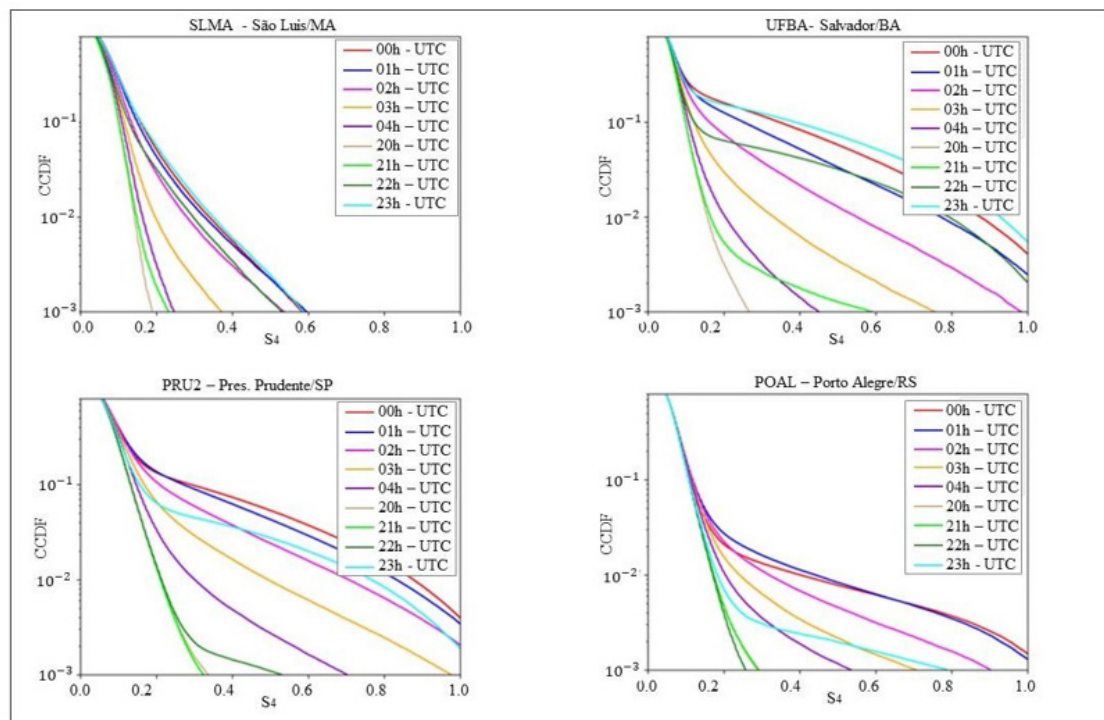 SLMA - São Luis/MA
00h - UTC
01h – UTC
02h – UTC
03h – UTC
04h – UTC
20h – UTC
21h – UTC
22h – UTC
23h - UTC
CCDF
10⁻¹
10⁻²
10⁻³
0.0 0.2 0.4 0.6 0.8 1.0
S4
UFBA- Salvador/BA
00h - UTC
01h – UTC
02h – UTC
03h – UTC
04h – UTC
20h – UTC
21h – UTC
22h – UTC
23h - UTC
CCDF
10⁻¹
10⁻²
10⁻³
0.0 0.2 0.4 0.6 0.8 1.0
S4
PRU2 – Pres. Prudente/SP
00h - UTC
01h – UTC
02h – UTC
03h – UTC
04h – UTC
20h – UTC
21h – UTC
22h – UTC
23h - UTC
CCDF
10⁻¹
10⁻²
10⁻³
0.0 0.2 0.4 0.6 0.8 1.0
S4
POAL – Porto Alegre/RS
00h - UTC
01h – UTC
02h – UTC
03h – UTC
04h – UTC
20h – UTC
21h – UTC
22h – UTC
23h - UTC
CCDF
10⁻¹
10⁻²
10⁻³
0.0 0.2 0.4 0.6 0.8 1.0
S4